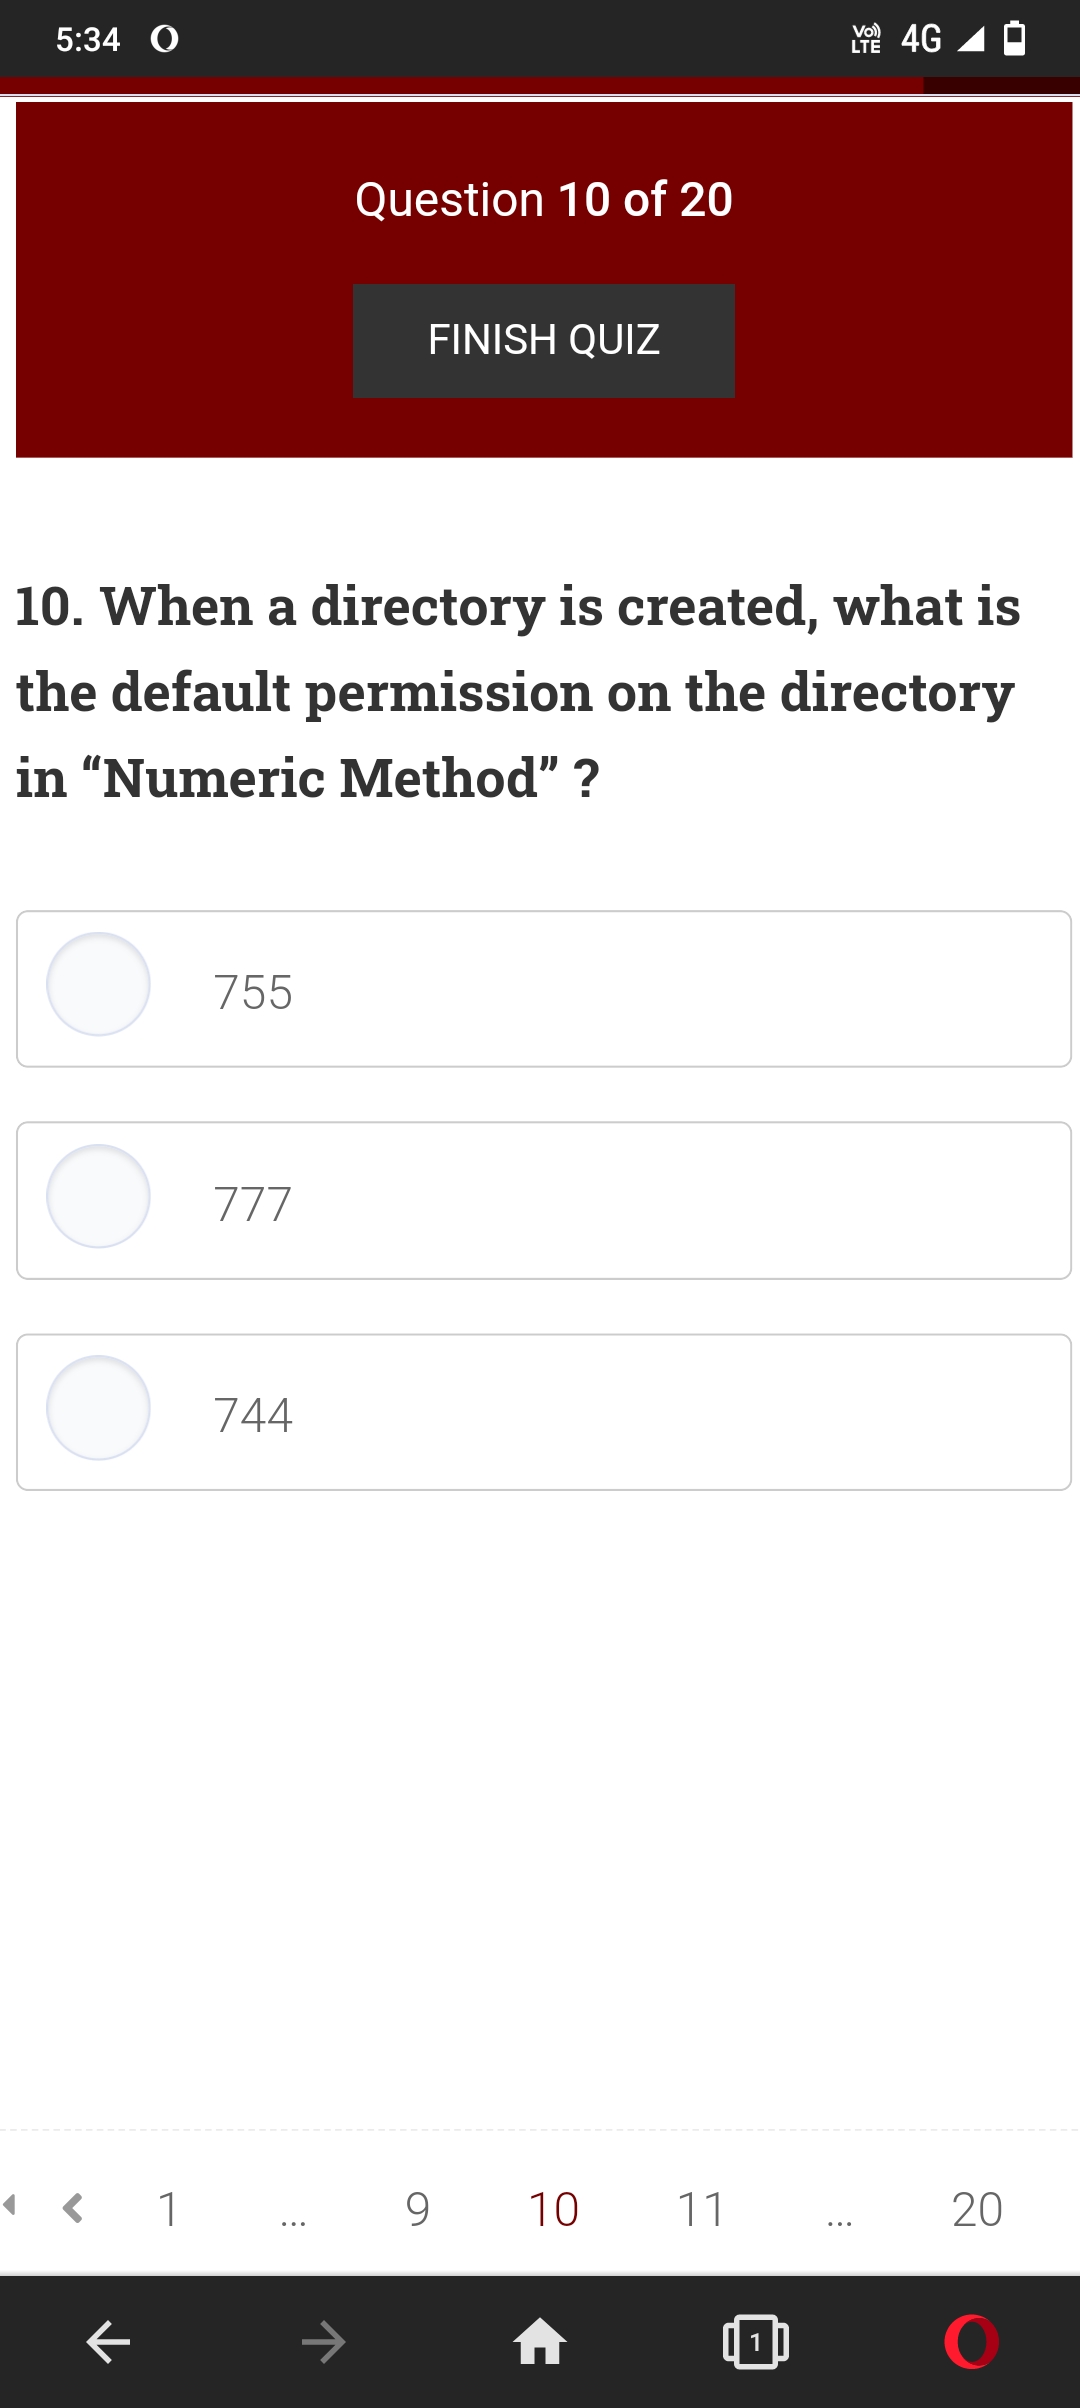 5:34
Vo)) LTE 4G
Question 10 of 20
FINISH QUIZ
10. When a directory is created, what is
the default permission on the directory
in “Numeric Method” ?
755
777
744
1 ... 9 10 11 ... 20
1